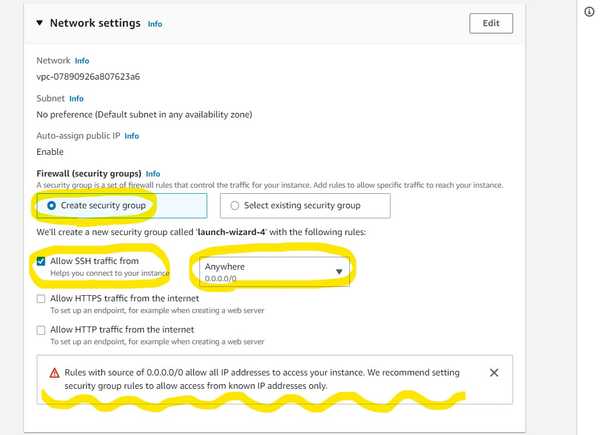 Network settings Info
Edit
Network Info
vpc-07890926a807623a6
Subnet Info
No preference (Default subnet in any availability zone)
Auto-assign public IP Info
Enable
Firewall (security groups) Info
A security group is a set of firewall rules that control the traffic for your instance. Add rules to allow specific traffic to reach your instance.
Create security group
Select existing security group
We'll create a new security group called 'launch-wizard-4' with the following rules:
Allow SSH traffic from
Helps you connect to your instance
Anywhere
0.0.0.0/0
Allow HTTPS traffic from the internet
To set up an endpoint, for example when creating a web server
Allow HTTP traffic from the internet
To set up an endpoint, for example when creating a web server
Rules with source of 0.0.0.0/0 allow all IP addresses to access your instance. We recommend setting
security group rules to allow access from known IP addresses only.